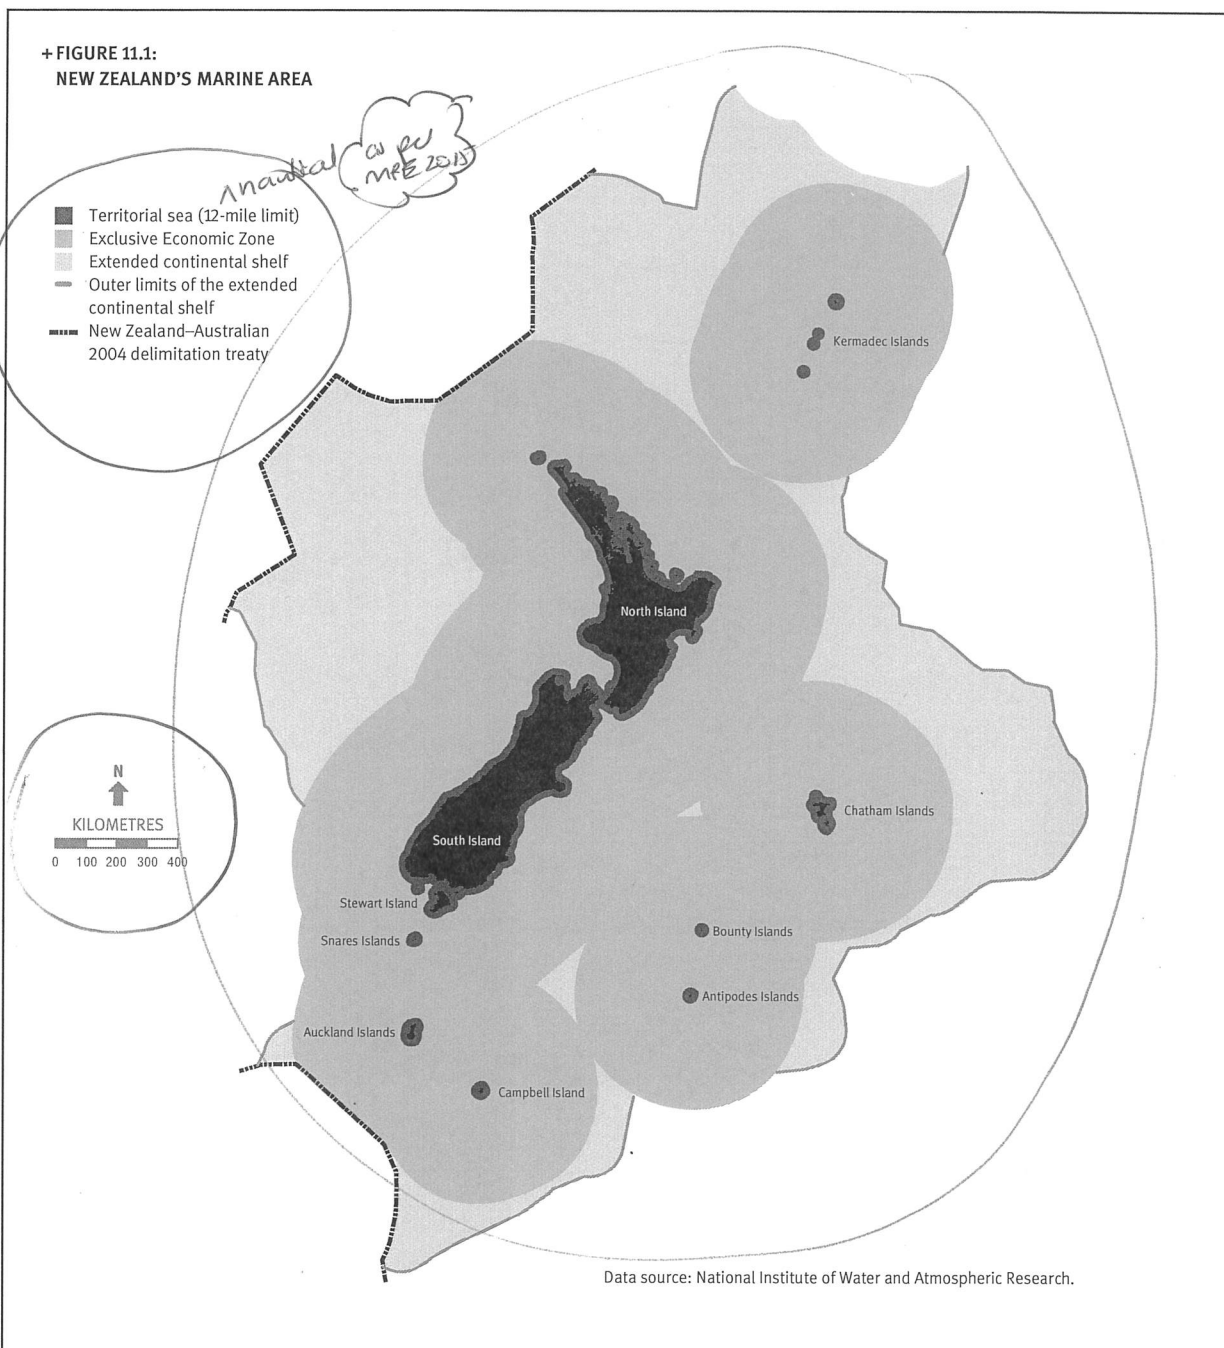 + FIGURE 11.1:
NEW ZEALAND'S MARINE AREA
nautical
as per
Territorial sea (12-mile limit)
Exclusive Economic Zone
Extended continental shelf
Outer limits of the extended
continental shelf
New Zealand–Australian
2004 delimitation treaty
Kermadec Islands
North Island
N
KILOMETRES
0 100 200 300 400
Chatham Islands
South Island
Stewart Island
Snares Islands
Bounty Islands
Antipodes Islands
Auckland Islands
Campbell Island
Data source: National Institute of Water and Atmospheric Research.